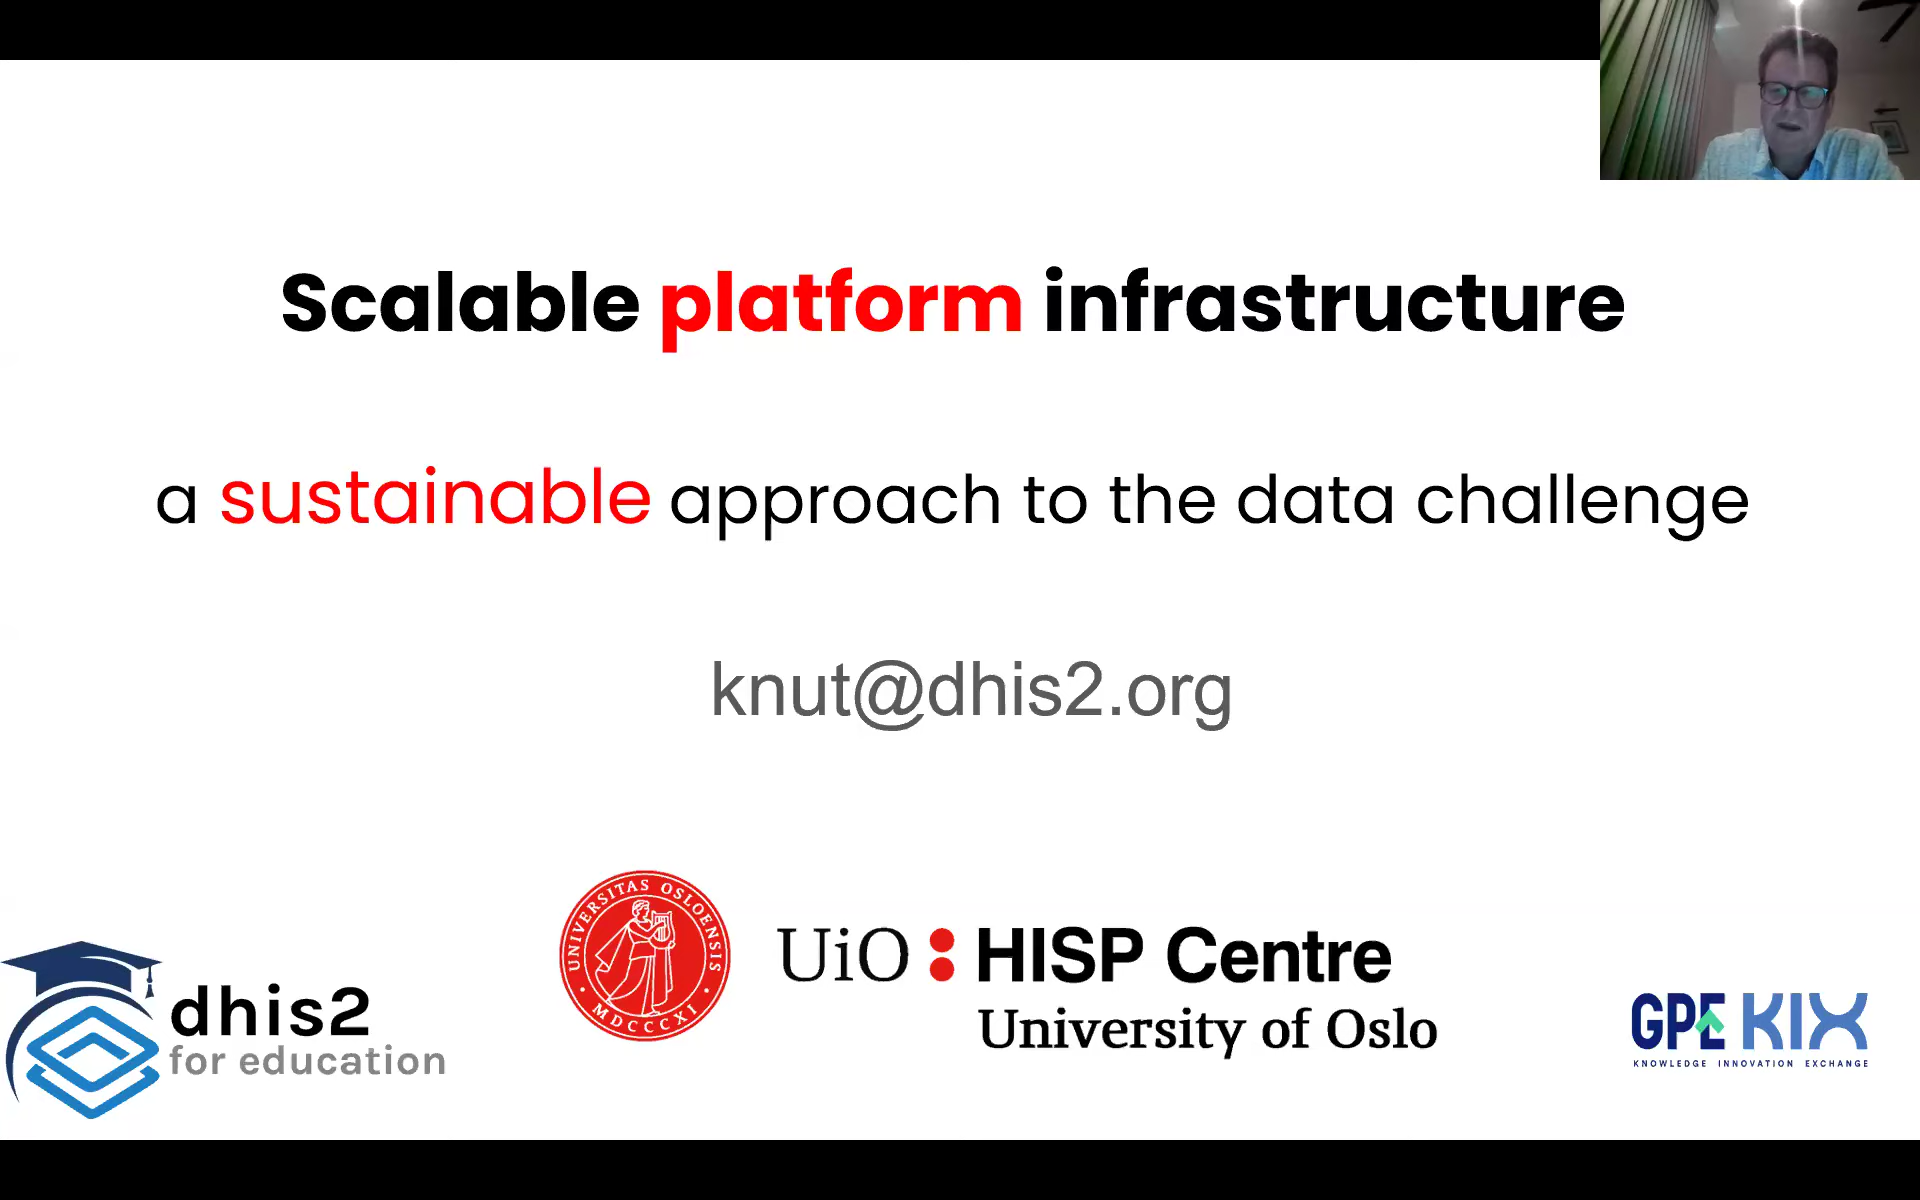 Scalable platform infrastructure
a sustainable approach to the data challenge
knut@dhis2.org
UNIVERSITAS OSLOENSIS
MDCCCXI
UiO : HISP Centre
University of Oslo
dhis2
for education
GPE KIX
KNOWLEDGE INNOVATION EXCHANGE